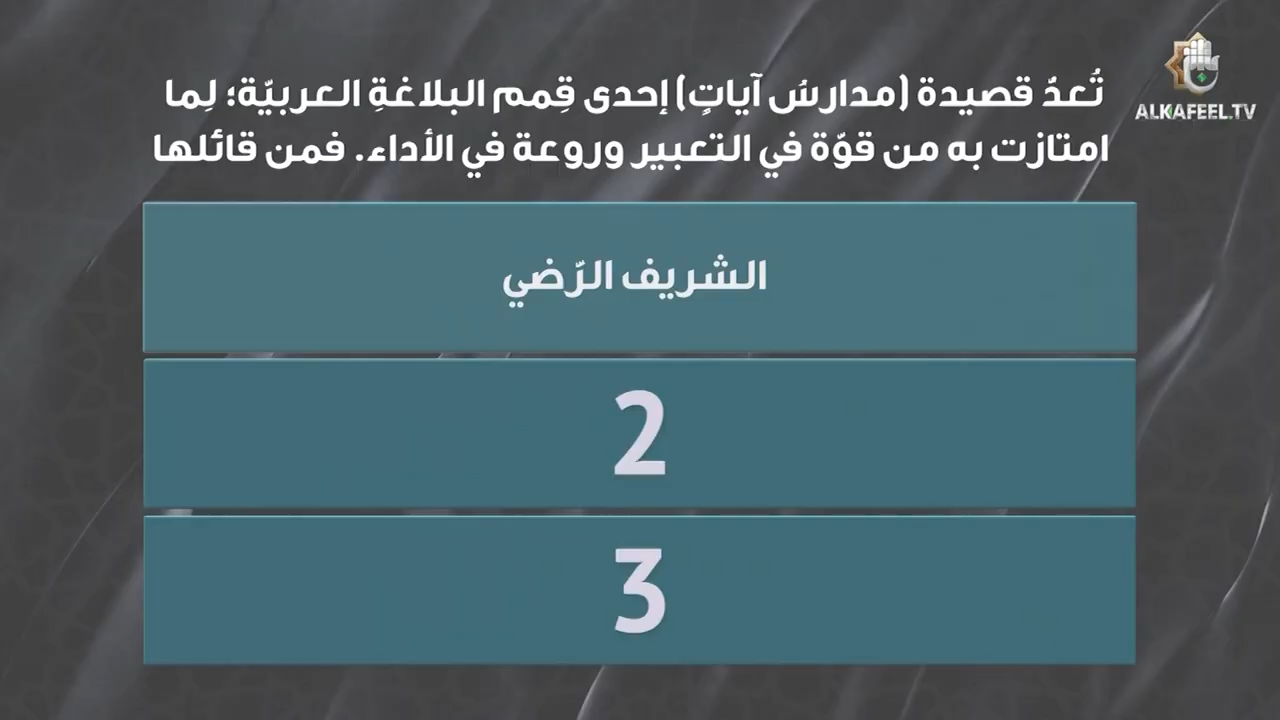 تُعدّ قصيدة (مدارسُ آياتٍ) إحدى قِمم البلاغةِ العربيّة؛ لِما
امتازت به من قوّة في التعبير وروعة في الأداء. فمن قائلها
الشريف الرّضي
2
3
ALKAFEEL.TV